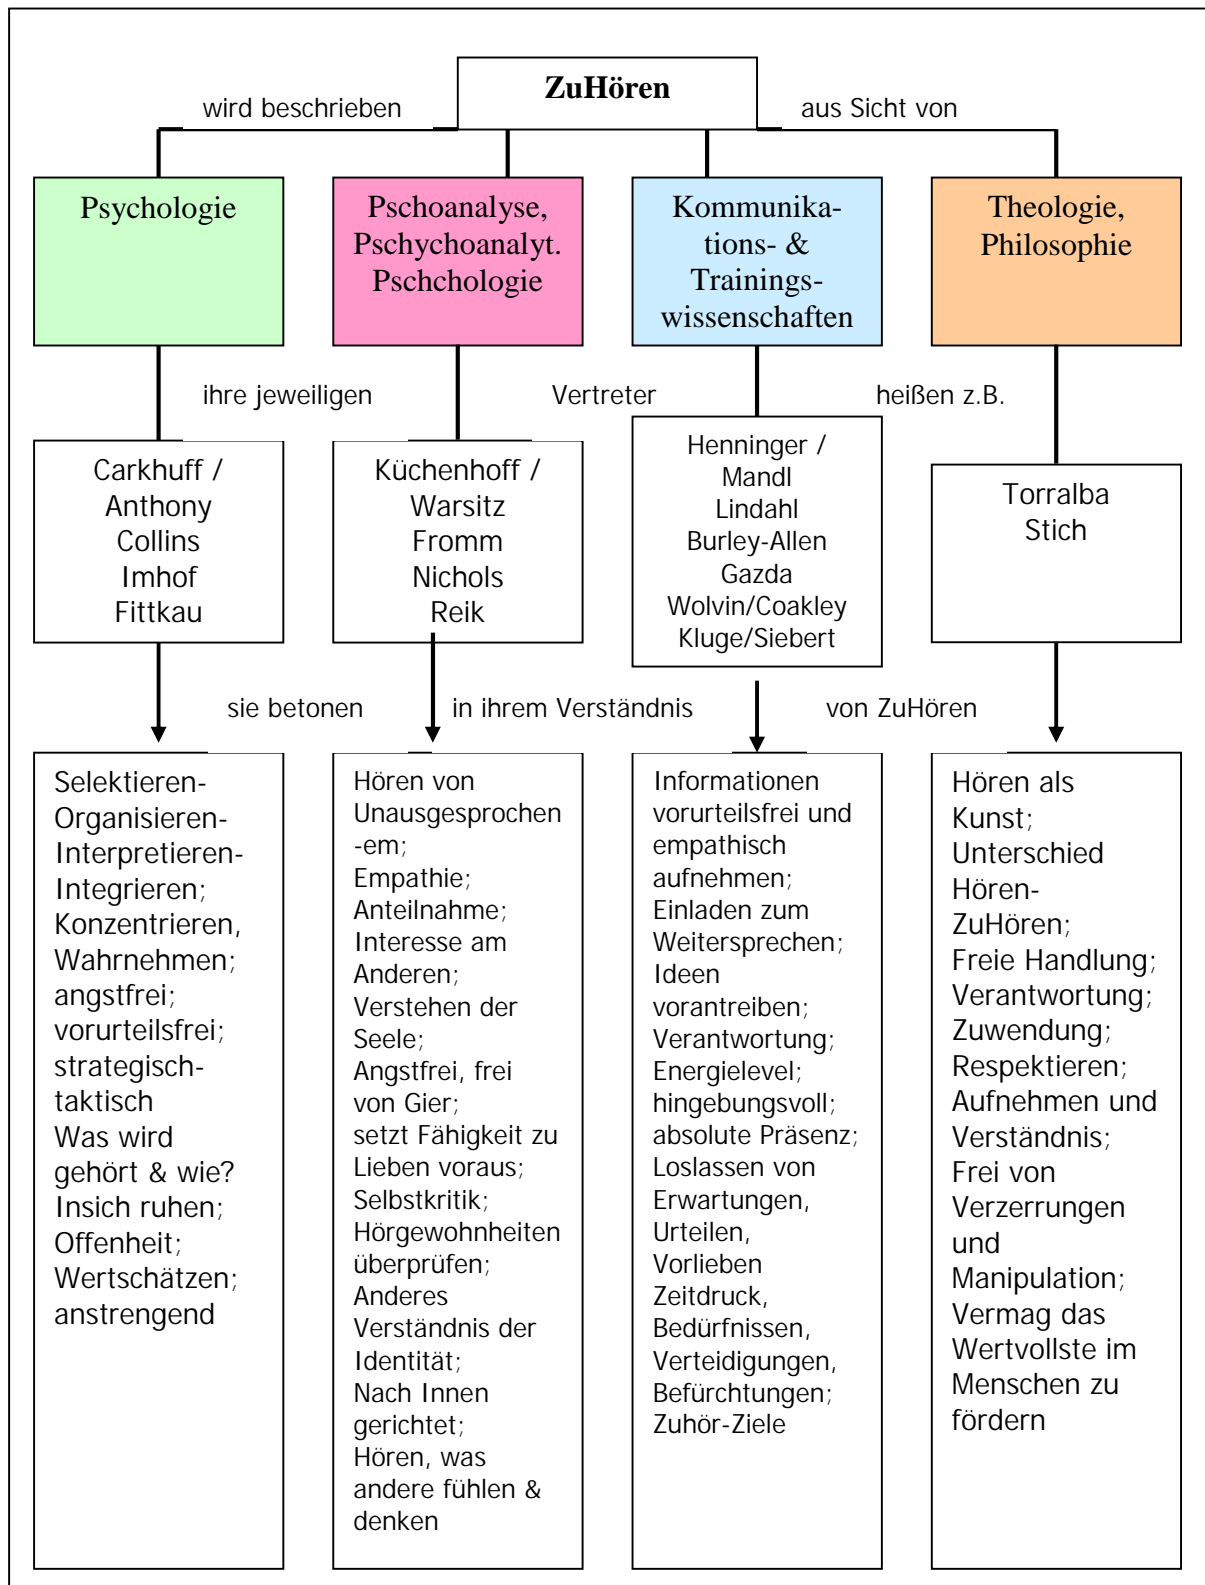 ZuHören
wird beschrieben
aus Sicht von
Psychologie
Pschoanalyse,
Pschychoanalyt.
Pschchologie
Kommunika-
tions- &
Trainings-
wissenschaften
Theologie,
Philosophie
ihre jeweiligen
Vertreter
heißen z.B.
Carkhuff /
Anthony
Collins
Imhof
Fittkau
Küchenhoff /
Warsitz
Fromm
Nichols
Reik
Henninger /
Mandl
Lindahl
Burley-Allen
Gazda
Wolvin/Coakley
Kluge/Siebert
Torralba
Stich
sie betonen
in ihrem Verständnis
von ZuHören
Selektieren-
Organisieren-
Interpretieren-
Integrieren;
Konzentrieren,
Wahrnehmen;
angstfrei;
vorurteilsfrei;
strategisch-
taktisch
Was wird
gehört & wie?
Insich ruhen;
Offenheit;
Wertschätzen;
anstrengend
Hören von
Unausgesprochen
-em;
Empathie;
Anteilnahme;
Interesse am
Anderen;
Verstehen der
Seele;
Angstfrei, frei
von Gier;
setzt Fähigkeit zu
Lieben voraus;
Selbstkritik;
Hörgewohnheiten
überprüfen;
Anderes
Verständnis der
Identität;
Nach Innen
gerichtet;
Hören, was
andere fühlen &
denken
Informationen
vorurteilsfrei und
empathisch
aufnehmen;
Einladen zum
Weitersprechen;
Ideen
vorantreiben;
Verantwortung;
Energielevel;
hingebungsvoll;
absolute Präsenz;
Loslassen von
Erwartungen,
Urteilen,
Vorlieben
Zeitdruck,
Bedürfnissen,
Verteidigungen,
Befürchtungen;
Zuhör-Ziele
Hören als
Kunst;
Unterschied
Hören-
ZuHören;
Freie Handlung;
Verantwortung;
Zuwendung;
Respektieren;
Aufnehmen und
Verständnis;
Frei von
Verzerrungen
und
Manipulation;
Vermag das
Wertvollste im
Menschen zu
fördern